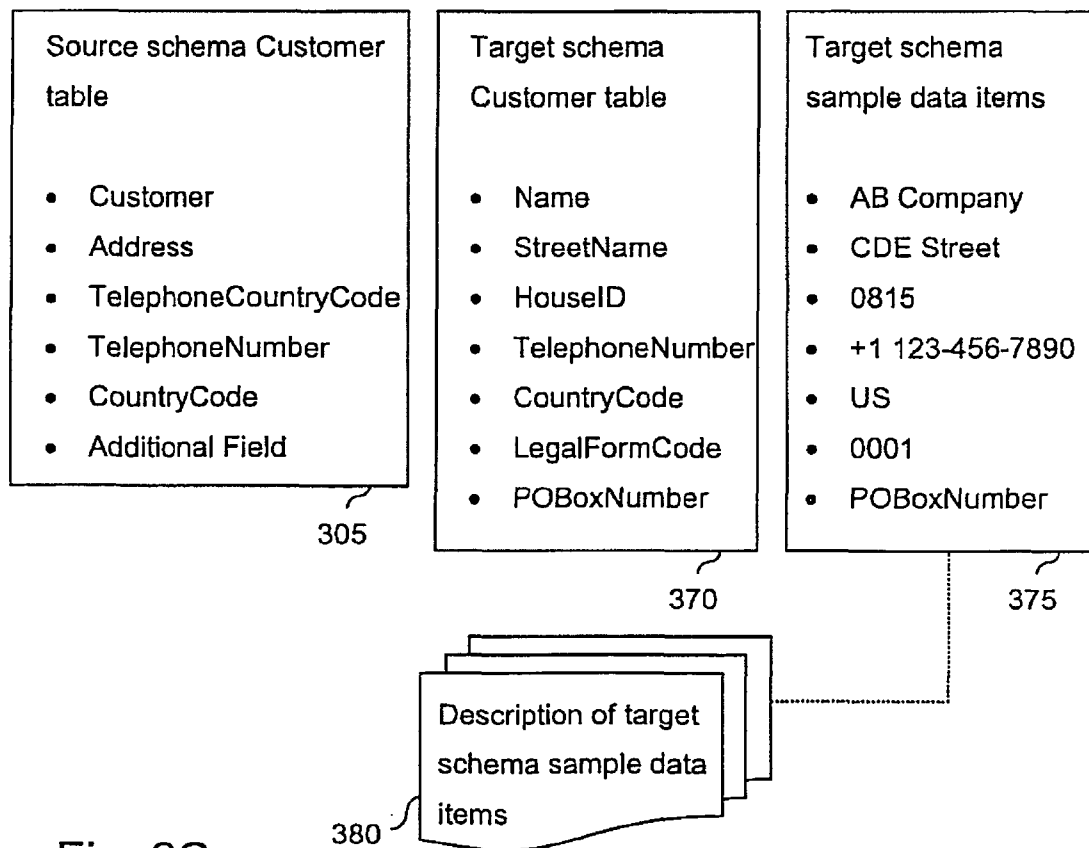 Source schema Customer
table
• Customer
• Address
• TelephoneCountryCode
• TelephoneNumber
• CountryCode
• Additional Field
305
Target schema
Customer table
• Name
• StreetName
• HouseID
• TelephoneNumber
• CountryCode
• LegalFormCode
• POBoxNumber
370
Target schema
sample data items
• AB Company
• CDE Street
• 0815
• +1 123-456-7890
• US
• 0001
• POBoxNumber
375
Description of target
schema sample data
items
380